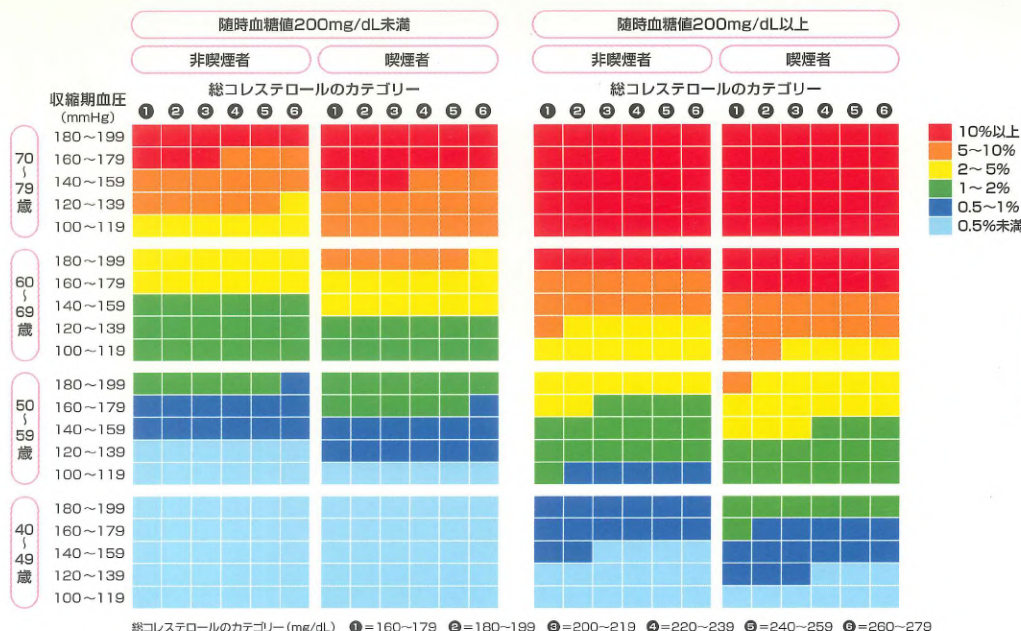 随時血糖値200mg/dL未満
随時血糖値200mg/dL以上
非喫煙者
喫煙者
非喫煙者
喫煙者
収縮期血圧
(mmHg)
総コレステロールのカテゴリー
総コレステロールのカテゴリー
❶ ❷ ❸ ❹ ❺ ❻
❶ ❷ ❸ ❹ ❺ ❻
❶ ❷ ❸ ❹ ❺ ❻
❶ ❷ ❸ ❹ ❺ ❻
70〜79歳
180〜199
160〜179
140〜159
120〜139
100〜119
60〜69歳
180〜199
160〜179
140〜159
120〜139
100〜119
50〜59歳
180〜199
160〜179
140〜159
120〜139
100〜119
40〜49歳
180〜199
160〜179
140〜159
120〜139
100〜119
10%以上
5〜10%
2〜5%
1〜2%
0.5〜1%
0.5%未満
総コレステロールのカテゴリー(mg/dL) ❶=160〜179 ❷=180〜199 ❸=200〜219 ❹=220〜239 ❺=240〜259 ❻=260〜279